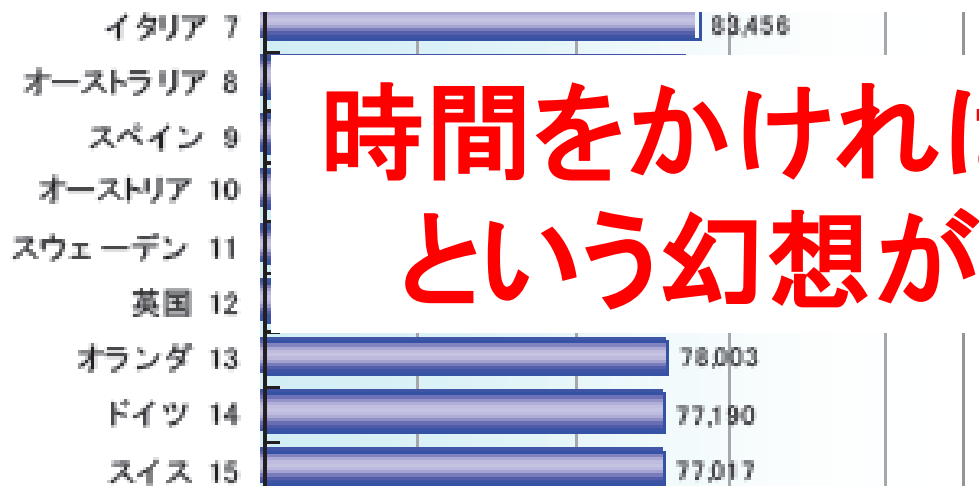 イタリア 7 83,456
オーストラリア 8
スペイン 9
オーストリア 10
スウェーデン 11
英国 12
時間をかければ
という幻想が
オランダ 13 78,003
ドイツ 14 77,190
スイス 15 77,017